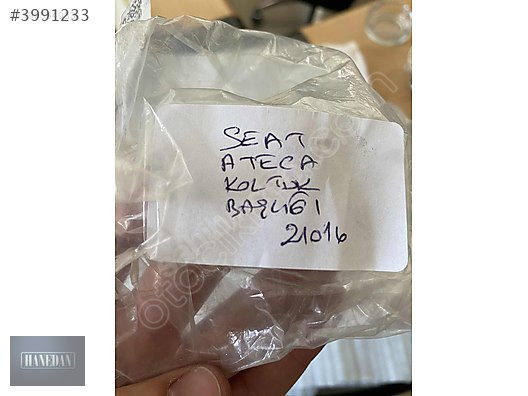 #3991233
SEAT
ATECA
KOLTUK
BAŞLIĞI
21016
HANEDAN